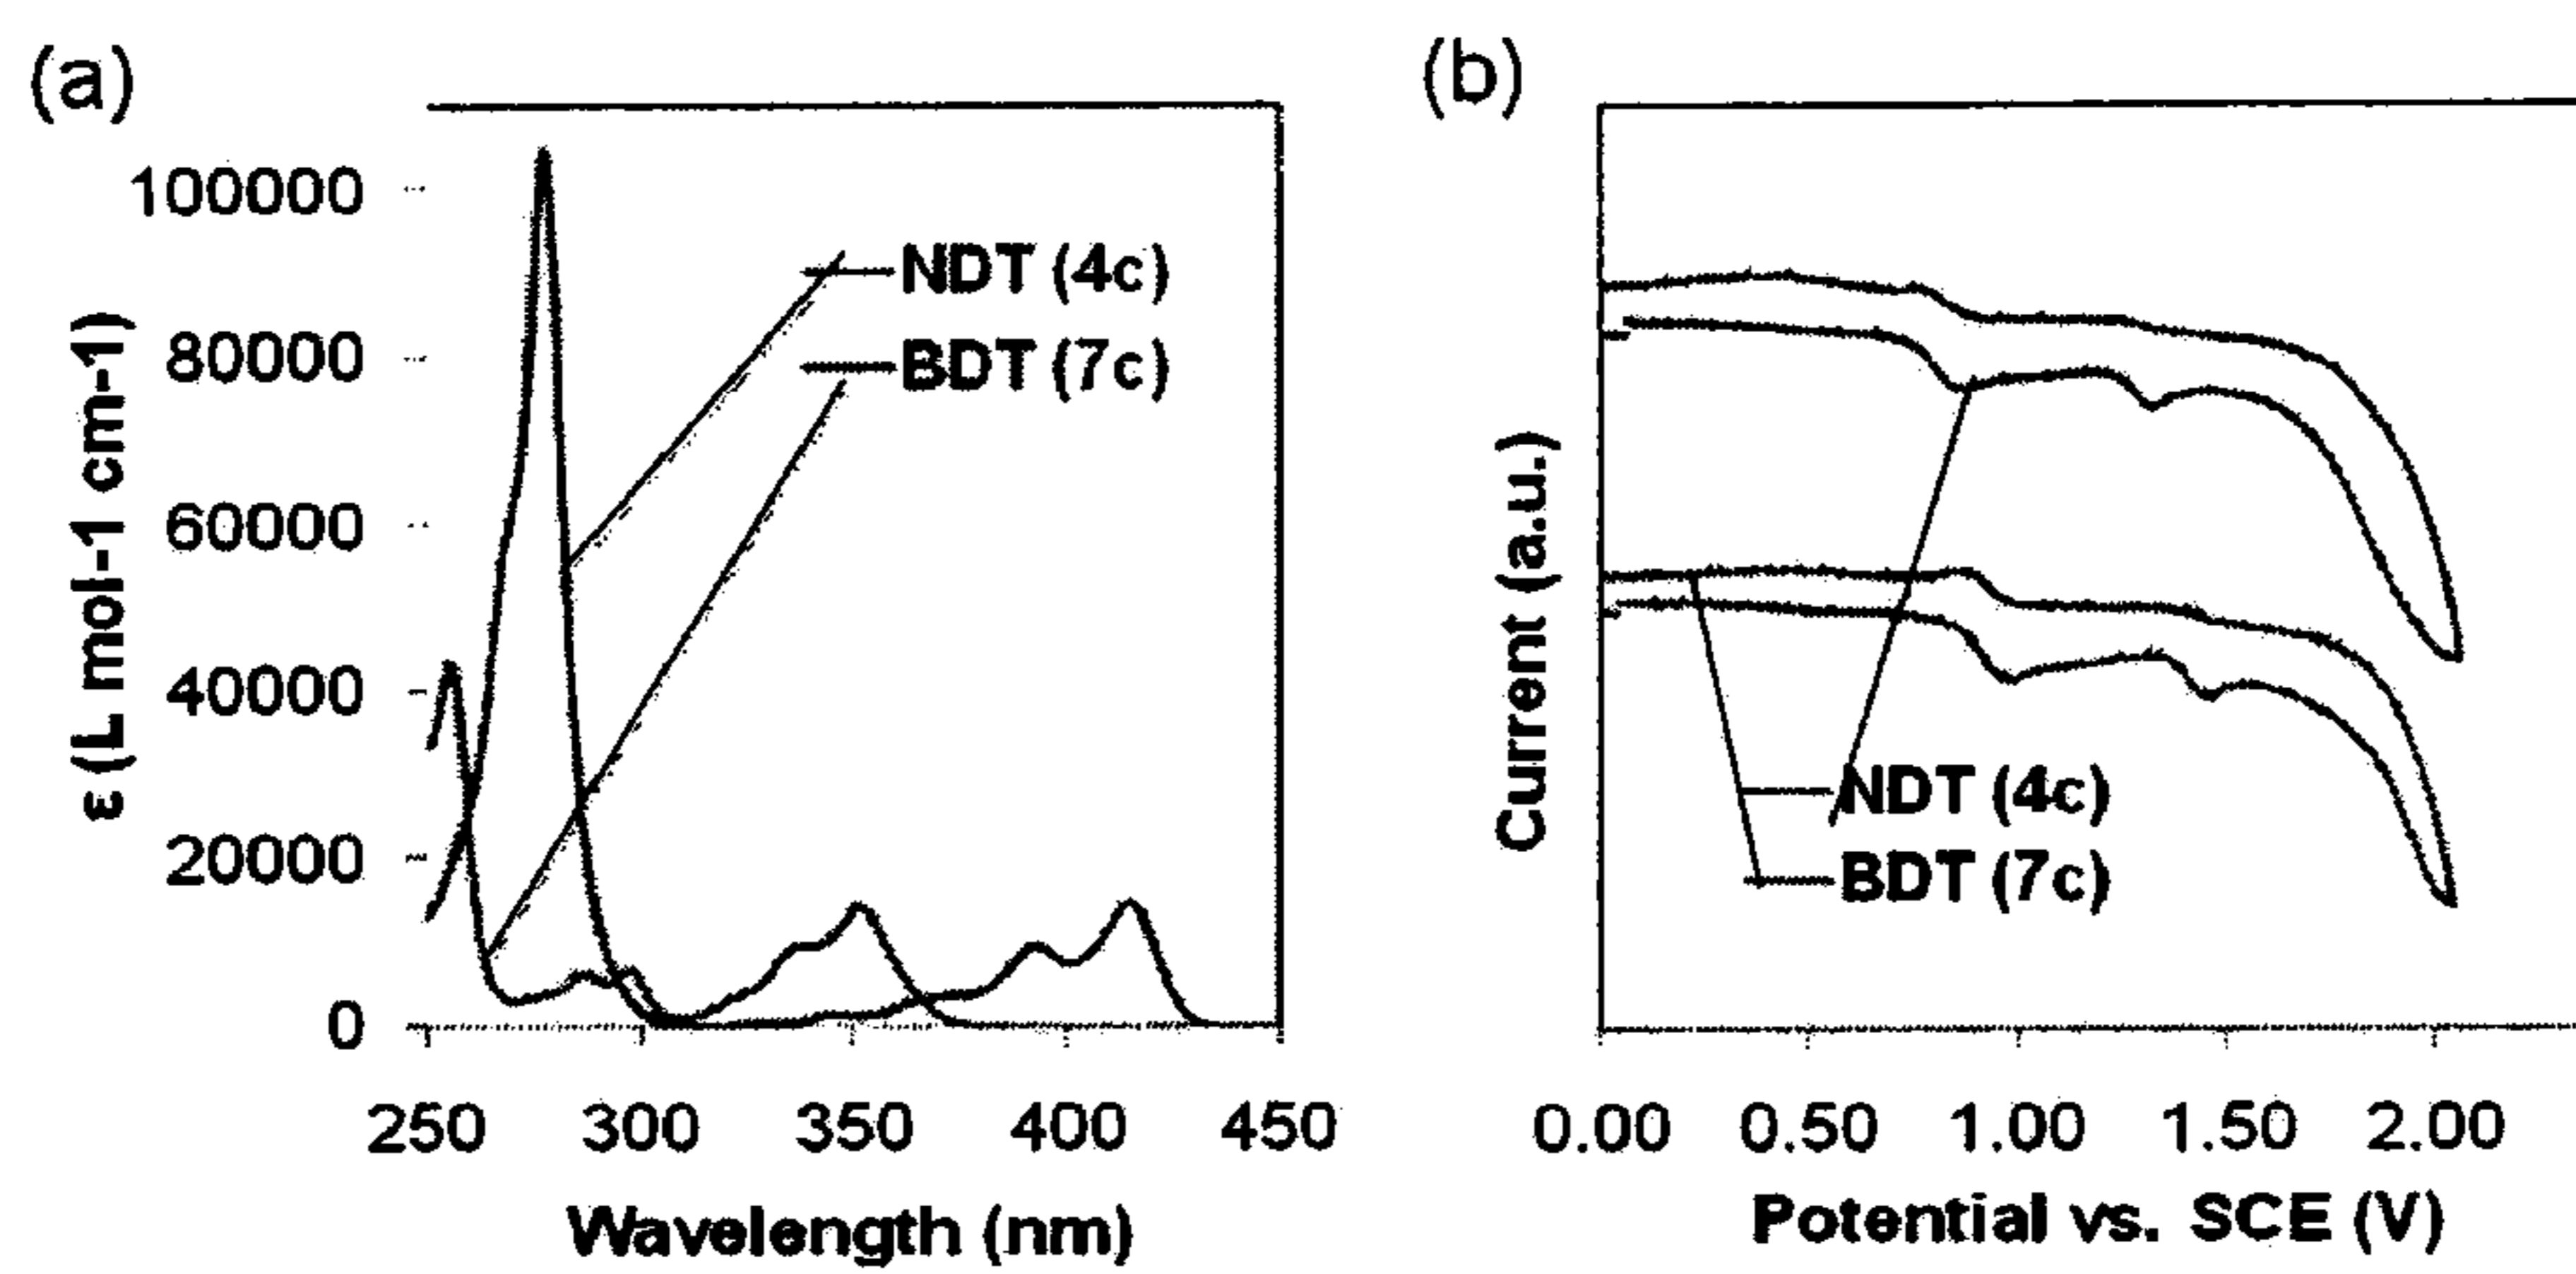 (a)
ε (L mol-1 cm-1)
100000
80000
60000
40000
20000
0
NDT (4c)
BDT (7c)
250 300 350 400 450
Wavelength (nm)
(b)
Current (a.u.)
NDT (4c)
BDT (7c)
0.00 0.50 1.00 1.50 2.00
Potential vs. SCE (V)